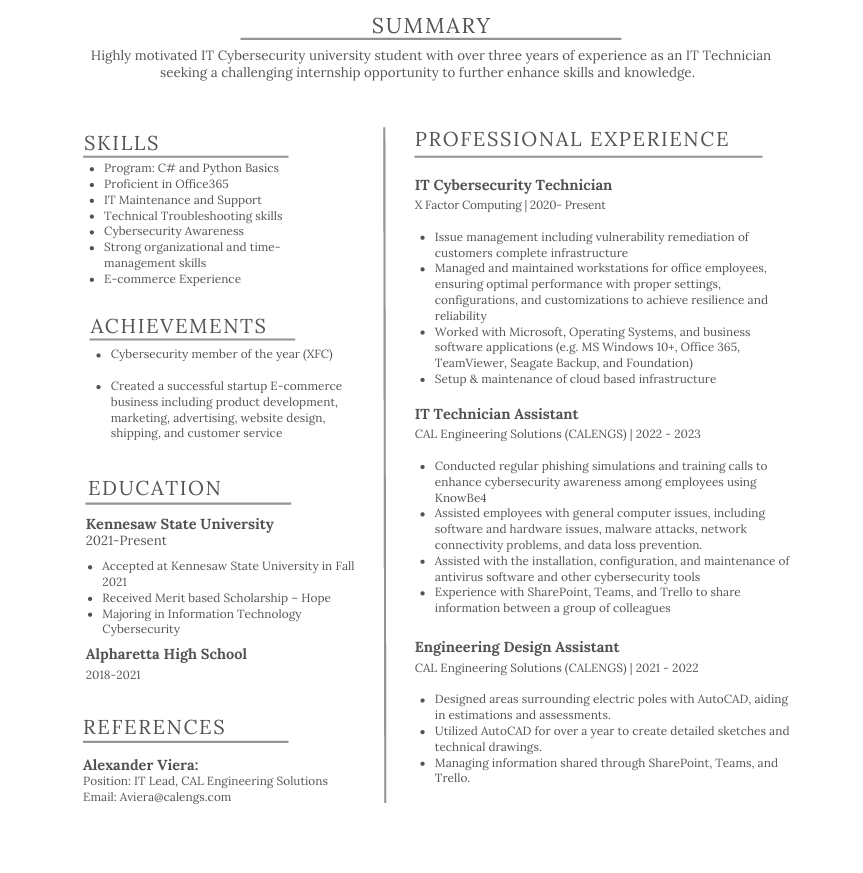 SUMMARY
Highly motivated IT Cybersecurity university student with over three years of experience as an IT Technician
seeking a challenging internship opportunity to further enhance skills and knowledge.
SKILLS
• Program: C# and Python Basics
• Proficient in Office365
• IT Maintenance and Support
• Technical Troubleshooting skills
• Cybersecurity Awareness
• Strong organizational and time-
management skills
• E-commerce Experience
ACHIEVEMENTS
• Cybersecurity member of the year (XFC)
• Created a successful startup E-commerce
business including product development,
marketing, advertising, website design,
shipping, and customer service
EDUCATION
Kennesaw State University
2021-Present
• Accepted at Kennesaw State University in Fall
2021
• Received Merit based Scholarship – Hope
• Majoring in Information Technology
Cybersecurity
Alpharetta High School
2018-2021
REFERENCES
Alexander Viera:
Position: IT Lead, CAL Engineering Solutions
Email: Aviera@calengs.com
PROFESSIONAL EXPERIENCE
IT Cybersecurity Technician
X Factor Computing | 2020- Present
• Issue management including vulnerability remediation of
customers complete infrastructure
• Managed and maintained workstations for office employees,
ensuring optimal performance with proper settings,
configurations, and customizations to achieve resilience and
reliability
• Worked with Microsoft, Operating Systems, and business
software applications (e.g. MS Windows 10+, Office 365,
TeamViewer, Seagate Backup, and Foundation)
• Setup & maintenance of cloud based infrastructure
IT Technician Assistant
CAL Engineering Solutions (CALENGS) | 2022 - 2023
• Conducted regular phishing simulations and training calls to
enhance cybersecurity awareness among employees using
KnowBe4
• Assisted employees with general computer issues, including
software and hardware issues, malware attacks, network
connectivity problems, and data loss prevention.
• Assisted with the installation, configuration, and maintenance of
antivirus software and other cybersecurity tools
• Experience with SharePoint, Teams, and Trello to share
information between a group of colleagues
Engineering Design Assistant
CAL Engineering Solutions (CALENGS) | 2021 - 2022
• Designed areas surrounding electric poles with AutoCAD, aiding
in estimations and assessments.
• Utilized AutoCAD for over a year to create detailed sketches and
technical drawings.
• Managing information shared through SharePoint, Teams, and
Trello.